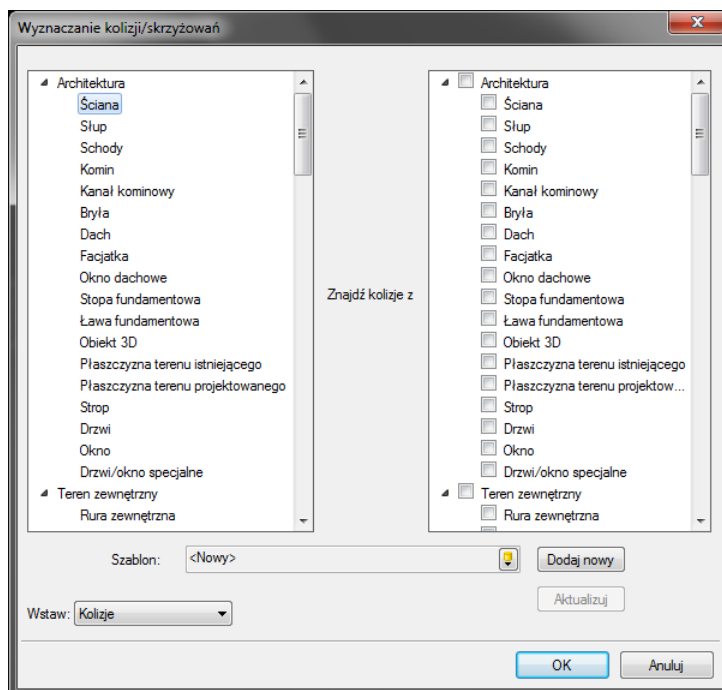 Wyznaczanie kolizji/skrzyżowań
Architektura
Ściana
Słup
Schody
Komin
Kanał kominowy
Bryła
Dach
Facjatka
Okno dachowe
Stopa fundamentowa
Ława fundamentowa
Obiekt 3D
Płaszczyzna terenu istniejącego
Płaszczyzna terenu projektowanego
Strop
Drzwi
Okno
Drzwi/okno specjalne
Teren zewnętrzny
Rura zewnętrzna
Znajdź kolizje z
Architektura
Ściana
Słup
Schody
Komin
Kanał kominowy
Bryła
Dach
Facjatka
Okno dachowe
Stopa fundamentowa
Ława fundamentowa
Obiekt 3D
Płaszczyzna terenu istniejącego
Płaszczyzna terenu projektow...
Strop
Drzwi
Okno
Drzwi/okno specjalne
Teren zewnętrzny
Rura zewnętrzna
Szablon: <Nowy> Dodaj nowy
Aktualizuj
Wstaw: Kolizje
OK Anuluj